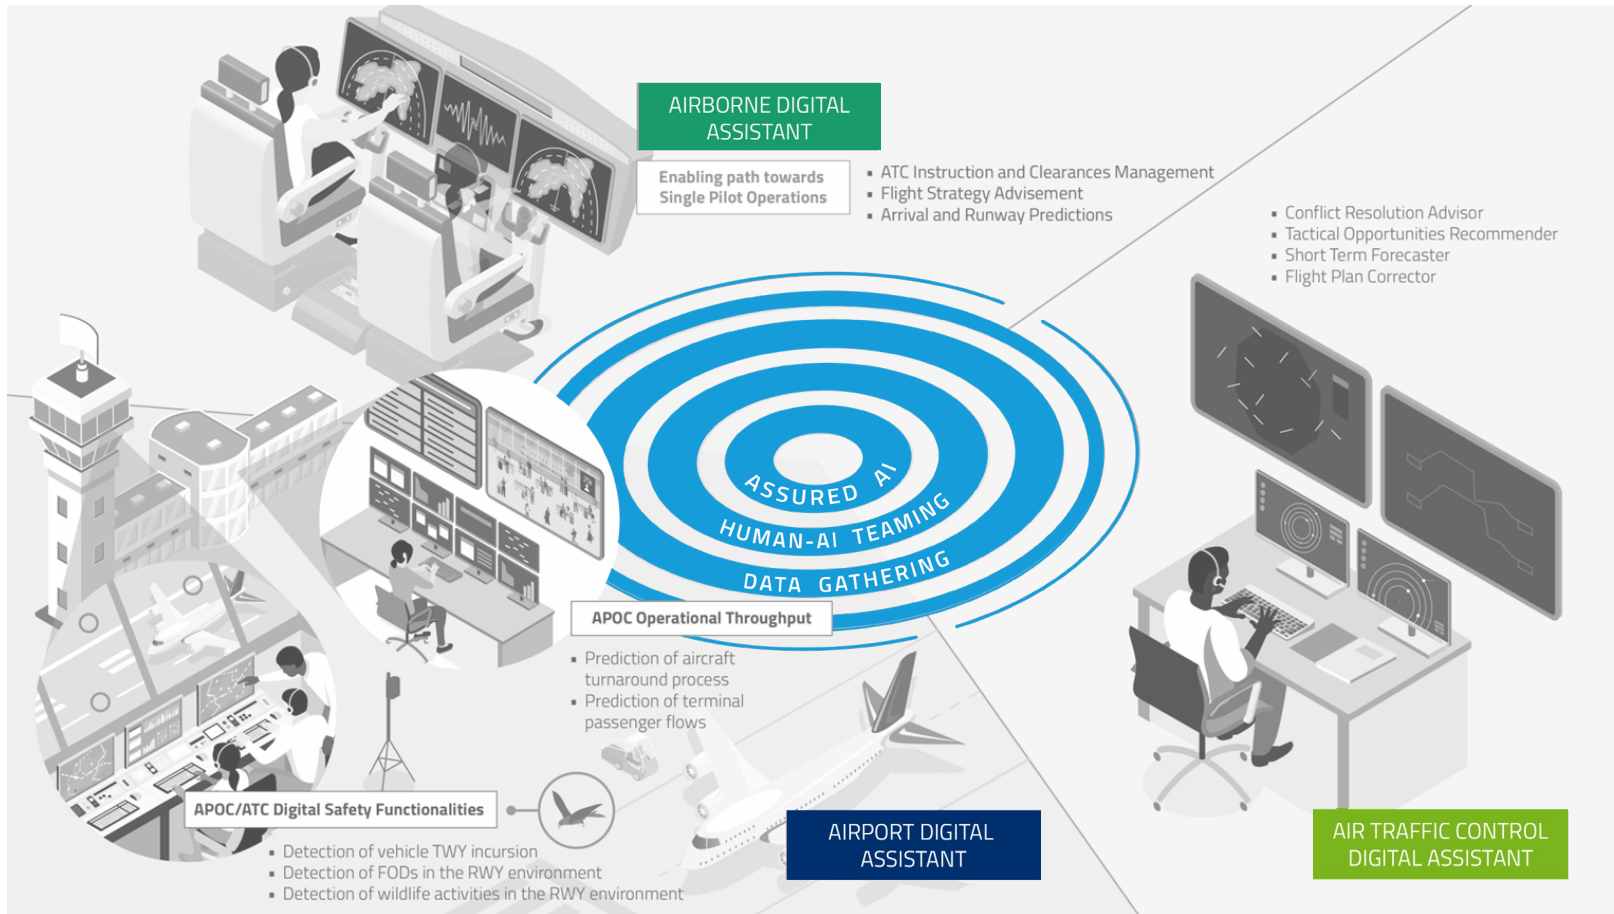 AIRBORNE DIGITAL
ASSISTANT
Enabling path towards
Single Pilot Operations
▪ ATC Instruction and Clearances Management
▪ Flight Strategy Advisement
▪ Arrival and Runway Predictions
▪ Conflict Resolution Advisor
▪ Tactical Opportunities Recommender
▪ Short Term Forecaster
▪ Flight Plan Corrector
ASSURED AI
HUMAN-AI TEAMING
DATA GATHERING
APOC Operational Throughput
▪ Prediction of aircraft
turnaround process
▪ Prediction of terminal
passenger flows
APOC/ATC Digital Safety Functionalities
▪ Detection of vehicle TWY incursion
▪ Detection of FODs in the RWY environment
▪ Detection of wildlife activities in the RWY environment
AIRPORT DIGITAL
ASSISTANT
AIR TRAFFIC CONTROL
DIGITAL ASSISTANT